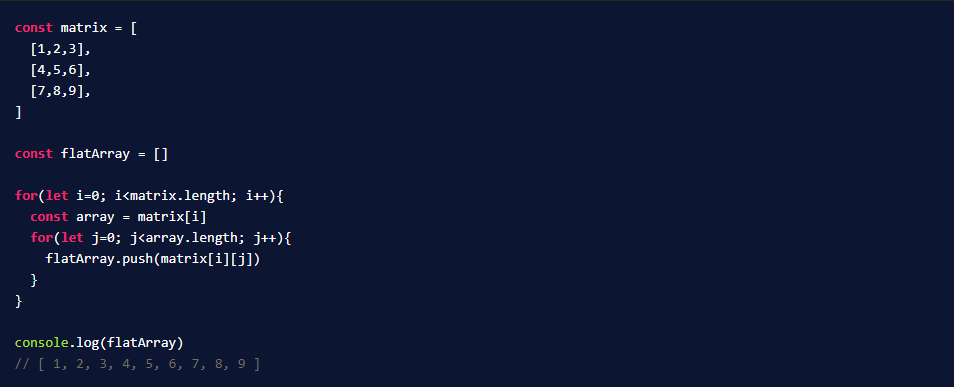 const matrix = [
  [1,2,3],
  [4,5,6],
  [7,8,9],
]
const flatArray = []
for(let i=0; i<matrix.length; i++){
  const array = matrix[i]
  for(let j=0; j<array.length; j++){
    flatArray.push(matrix[i][j])
  }
}
console.log(flatArray)
// [ 1, 2, 3, 4, 5, 6, 7, 8, 9 ]